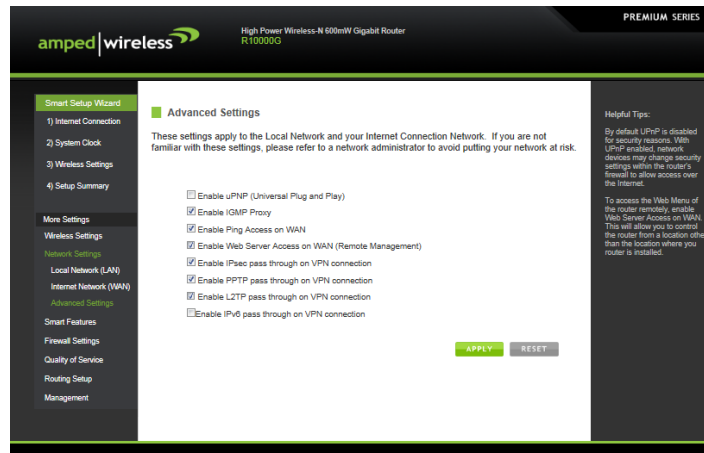 amped wireless
High Power Wireless-N 600mW Gigabit Router
R10000G
PREMIUM SERIES
Smart Setup Wizard
1) Internet Connection
2) System Clock
3) Wireless Settings
4) Setup Summary
More Settings
Wireless Settings
Network Settings
Local Network (LAN)
Internet Network (WAN)
Advanced Settings
Smart Features
Firewall Settings
Quality of Service
Routing Setup
Management
Advanced Settings
These settings apply to the Local Network and your Internet Connection Network. If you are not
familiar with these settings, please refer to a network administrator to avoid putting your network at risk.
Enable uPNP (Universal Plug and Play)
Enable IGMP Proxy
Enable Ping Access on WAN
Enable Web Server Access on WAN (Remote Management)
Enable IPsec pass through on VPN connection
Enable PPTP pass through on VPN connection
Enable L2TP pass through on VPN connection
Enable IPv6 pass through on VPN connection
APPLY RESET
Helpful Tips:
By default UPnP is disabled
for security reasons. With
UPnP enabled, network
devices may change security
settings within the router's
firewall to allow access over
the Internet.
To access the Web Menu of
the router remotely, enable
Web Server Access on WAN.
This will allow you to control
the router from a location othe
than the location where you
router is installed.